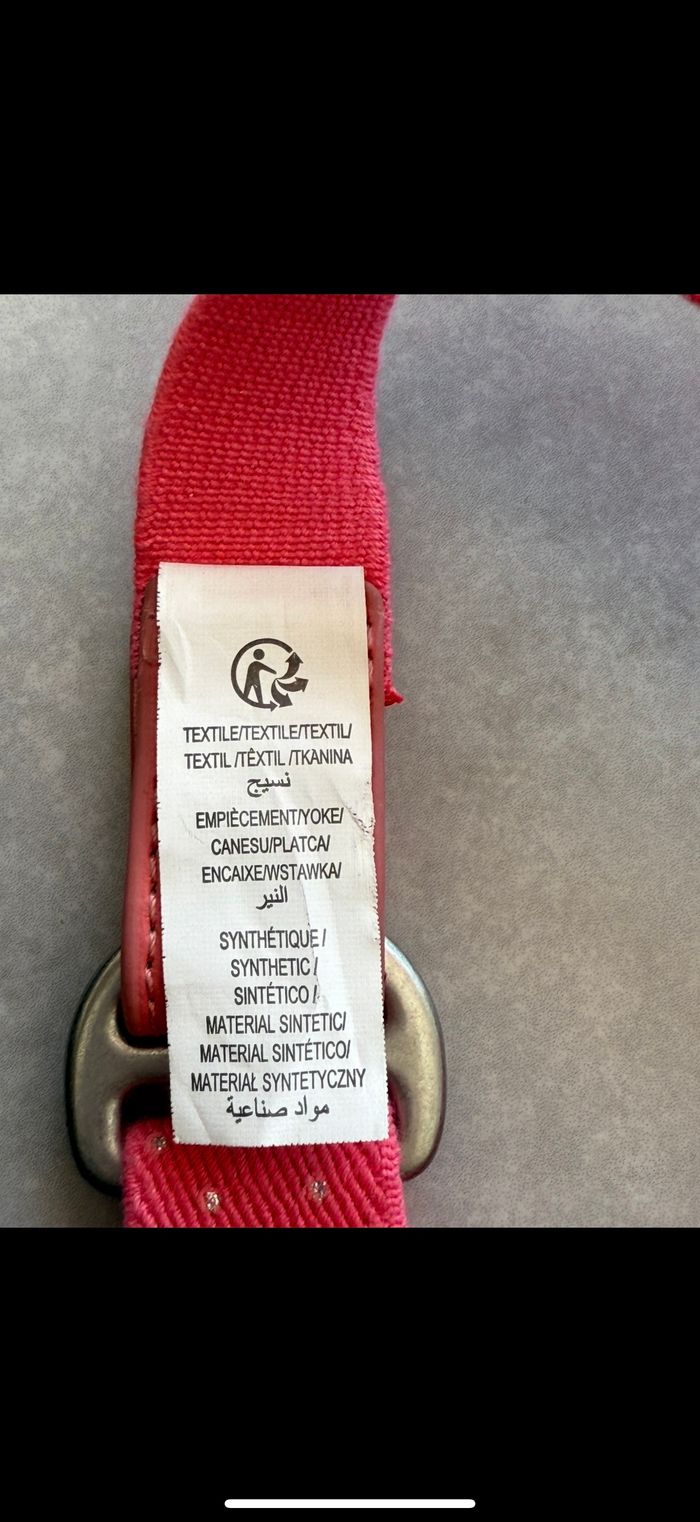 TEXTILE/TEXTILE/TEXTIL/
TEXTIL /TÊXTIL /TKANINA
نسيج
EMPIÈCEMENT/YOKE/
CANESU/PLATCA/
ENCAIXE/WSTAWKA/
النير
SYNTHÉTIQUE /
SYNTHETIC /
SINTÉTICO /
MATERIAL SINTETIC/
MATERIAL SINTÉTICO/
MATERIAŁ SYNTETYCZNY
مواد صناعية